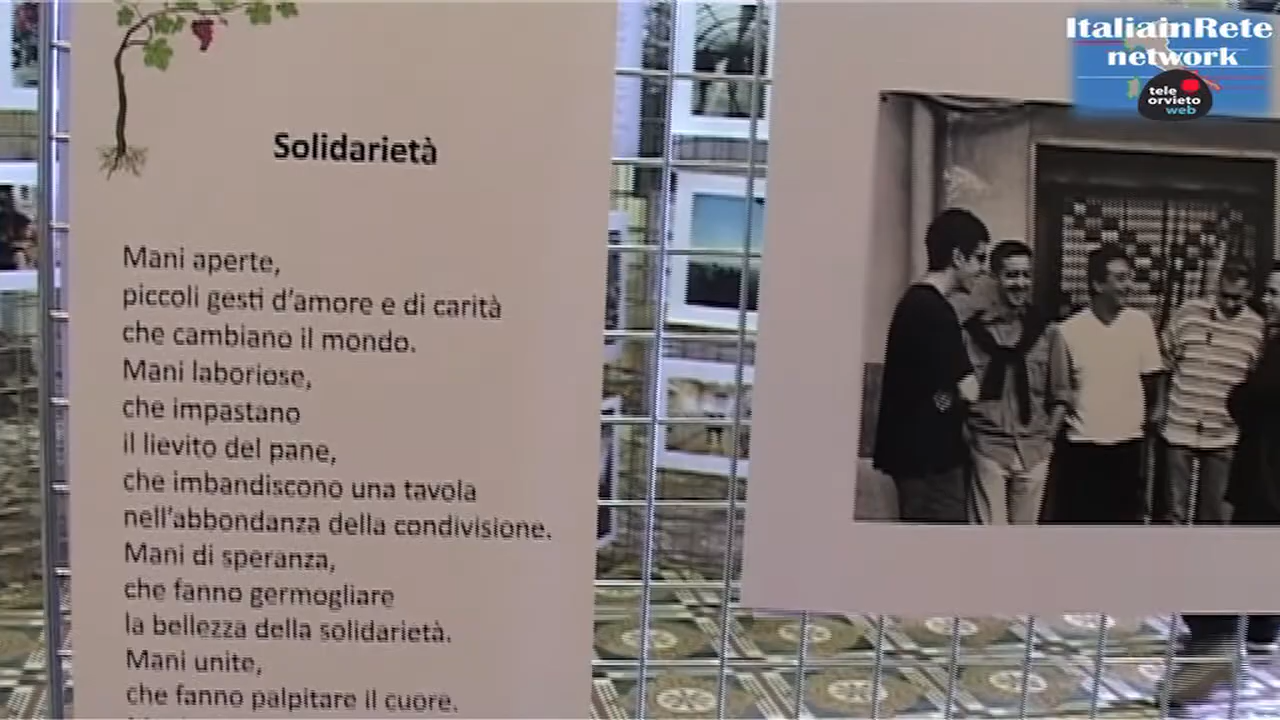 ItaliainRete
network
tele
orvieto
web
Solidarietà
Mani aperte,
piccoli gesti d'amore e di carità
che cambiano il mondo.
Mani laboriose,
che impastano
il lievito del pane,
che imbandiscono una tavola
nell'abbondanza della condivisione.
Mani di speranza,
che fanno germogliare
la bellezza della solidarietà.
Mani unite,
che fanno palpitare il cuore.